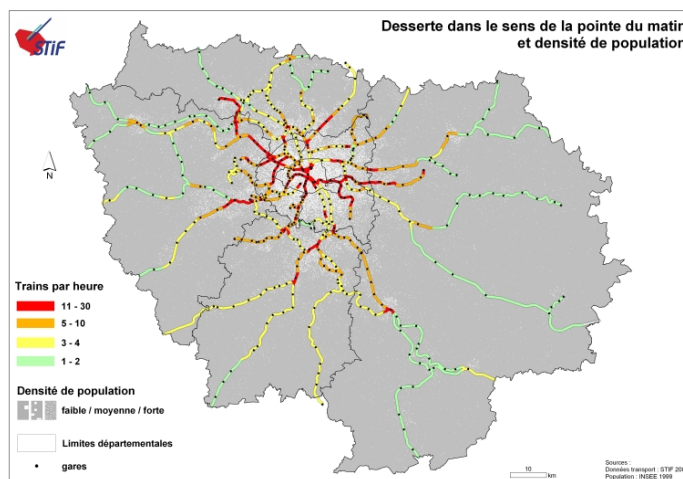 STiF
Desserte dans le sens de la pointe du matin
et densité de population
N
Trains par heure
11 - 30
5 - 10
3 - 4
1 - 2
Densité de population
faible / moyenne / forte
Limites départementales
gares
10
km
Sources :
Données transport : STIF 200
Population : INSEE 1999